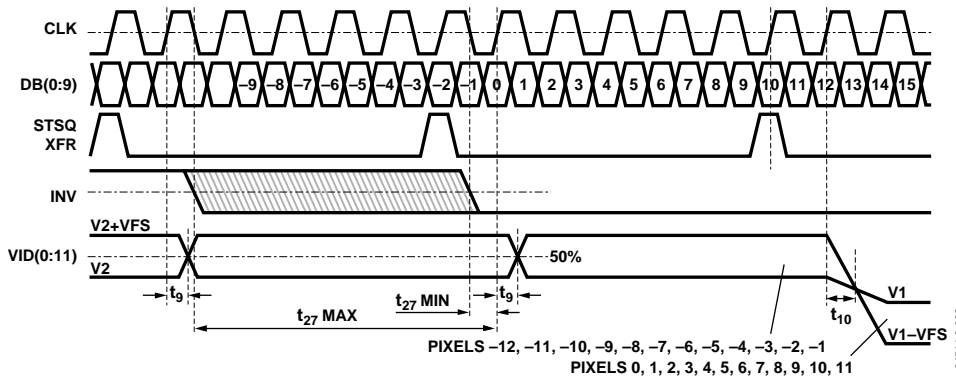 CLK
DB(0:9)
–9 –8 –7 –6 –5 –4 –3 –2 –1 0 1 2 3 4 5 6 7 8 9 10 11 12 13 14 15
STSQ
XFR
INV
V2+VFS
VID(0:11)
50%
V2
t9
t27 MIN
t9
t10
V1
t27 MAX
V1–VFS
PIXELS –12, –11, –10, –9, –8, –7, –6, –5, –4, –3, –2, –1
PIXELS 0, 1, 2, 3, 4, 5, 6, 7, 8, 9, 10, 11